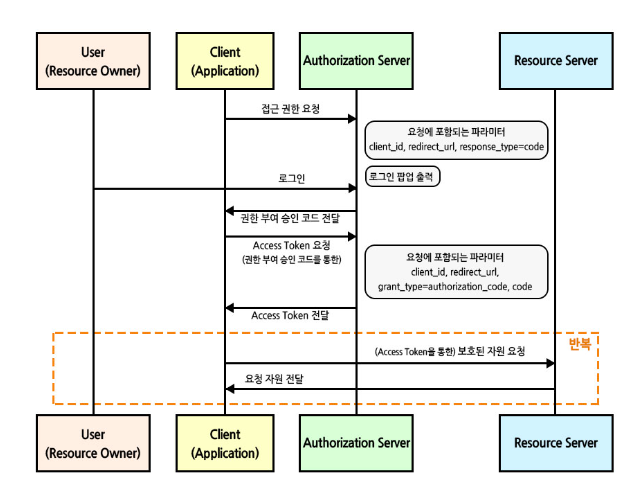 User
(Resource Owner)
Client
(Application)
Authorization Server
Resource Server
접근 권한 요청
요청에 포함되는 파라미터
client_id, redirect_url, response_type=code
로그인 팝업 출력
로그인
권한 부여 승인 코드 전달
Access Token 요청
(권한 부여 승인 코드를 통한)
요청에 포함되는 파라미터
client_id, redirect_url,
grant_type=authorization_code, code
Access Token 전달
반복
(Access Token을 통한) 보호된 자원 요청
요청 자원 전달
User
(Resource Owner)
Client
(Application)
Authorization Server
Resource Server